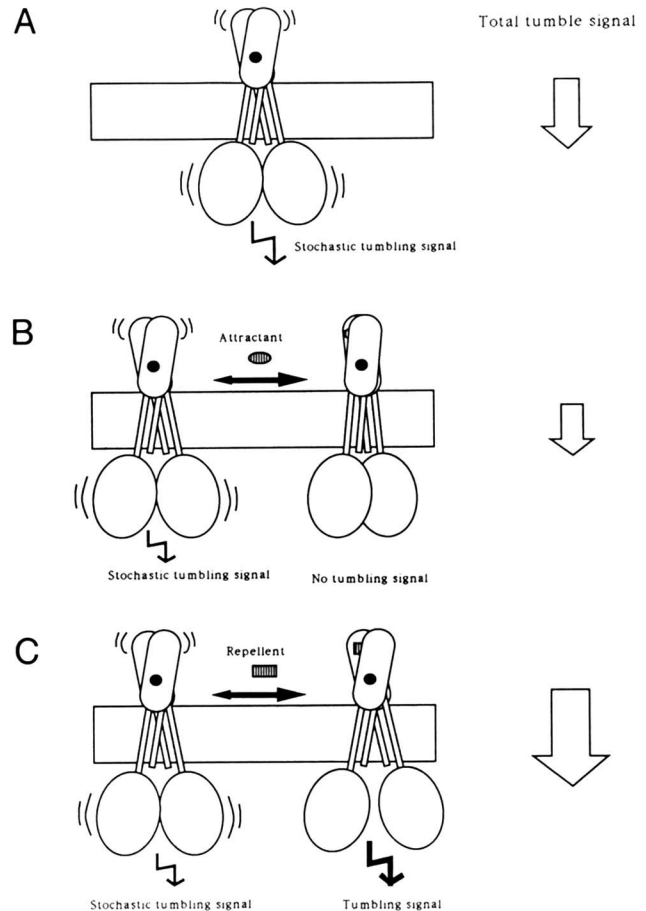 A
Total tumble signal
Stochastic tumbling signal
B
Attractant
Stochastic tumbling signal
No tumbling signal
C
Repellent
Stochastic tumbling signal
Tumbling signal